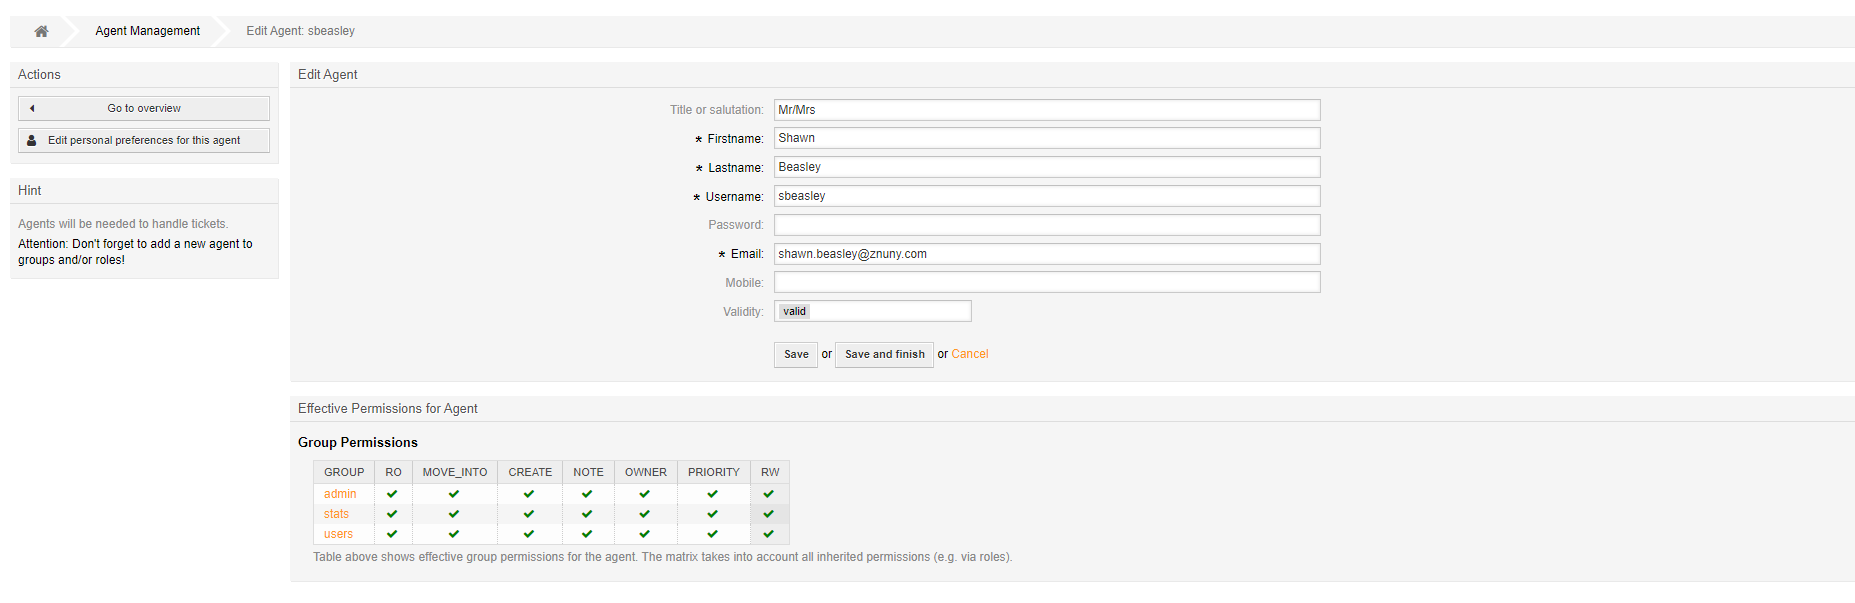 Agent Management
Edit Agent: sbeasley
Actions
Go to overview
Edit personal preferences for this agent
Hint
Agents will be needed to handle tickets.
Attention: Don't forget to add a new agent to
groups and/or roles!
Edit Agent
Title or salutation: Mr/Mrs
* Firstname: Shawn
* Lastname: Beasley
* Username: sbeasley
Password:
* Email: shawn.beasley@znuny.com
Mobile:
Validity: valid
Save or Save and finish or Cancel
Effective Permissions for Agent
Group Permissions
GROUP RO MOVE_INTO CREATE NOTE OWNER PRIORITY RW
admin
stats
users
Table above shows effective group permissions for the agent. The matrix takes into account all inherited permissions (e.g. via roles).